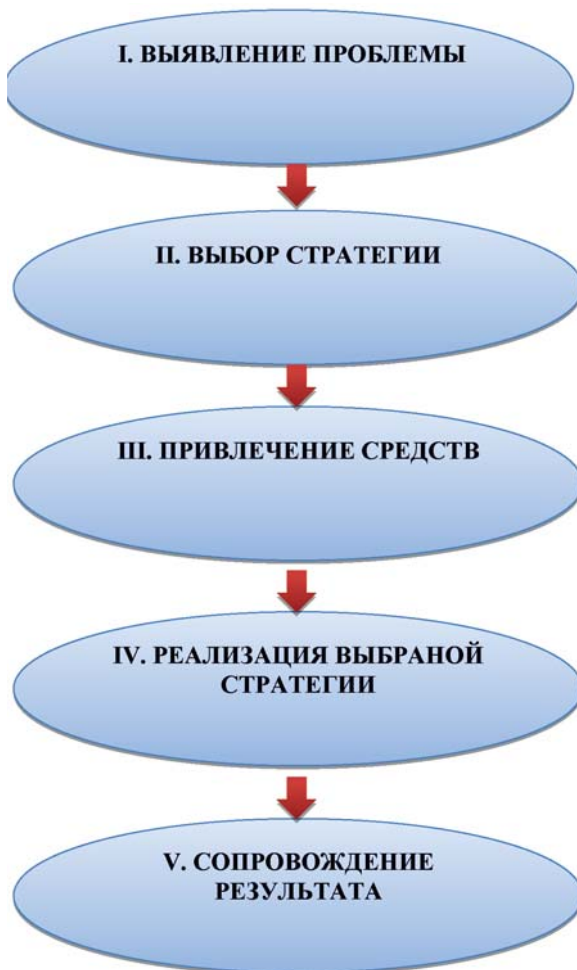 I. ВЫЯВЛЕНИЕ ПРОБЛЕМЫ
II. ВЫБОР СТРАТЕГИИ
III. ПРИВЛЕЧЕНИЕ СРЕДСТВ
IV. РЕАЛИЗАЦИЯ ВЫБРАНОЙ
СТРАТЕГИИ
V. СОПРОВОЖДЕНИЕ
РЕЗУЛЬТАТА